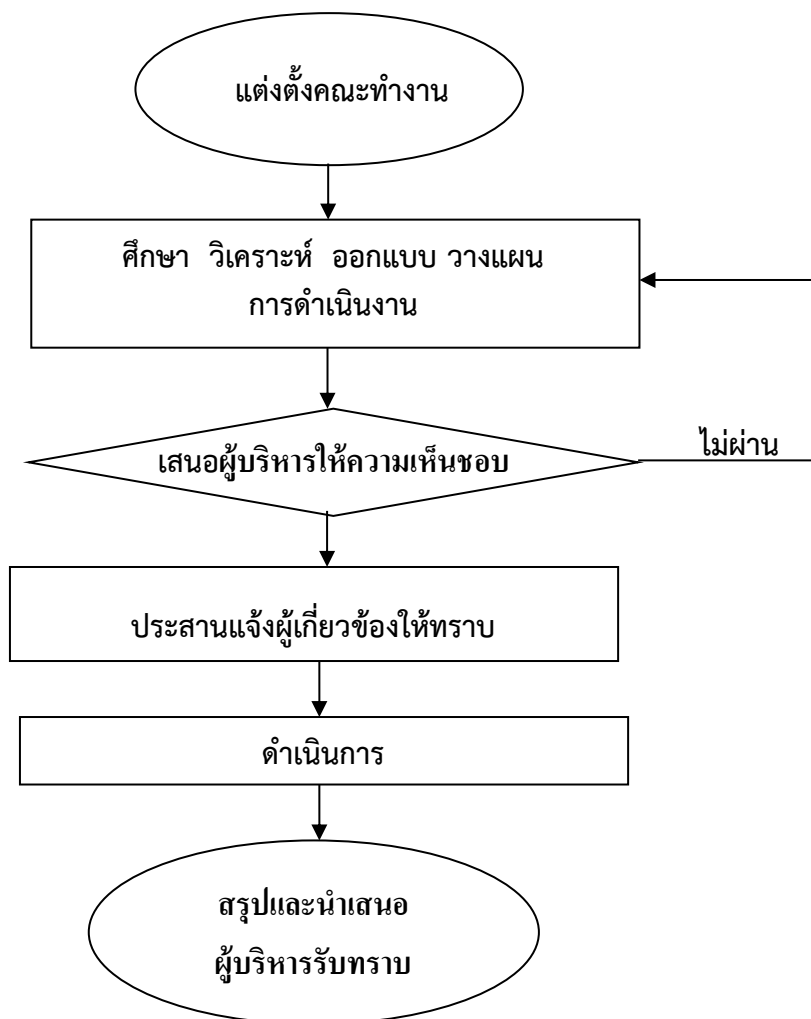 แต่งตั้งคณะทำงาน
ศึกษา วิเคราะห์ ออกแบบ วางแผน
การดำเนินงาน
เสนอผู้บริหารให้ความเห็นชอบ
ไม่ผ่าน
ประสานแจ้งผู้เกี่ยวข้องให้ทราบ
ดำเนินการ
สรุปและนำเสนอ
ผู้บริหารรับทราบ